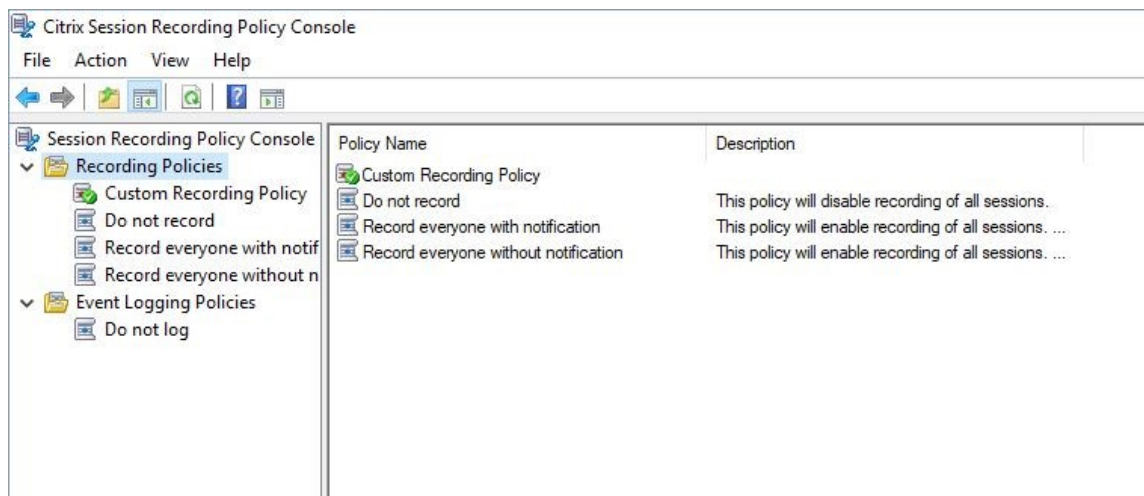 Citrix Session Recording Policy Console
File Action View Help
Session Recording Policy Console
Recording Policies
Custom Recording Policy
Do not record
Record everyone with notif
Record everyone without n
Event Logging Policies
Do not log
Policy Name Description
Custom Recording Policy
Do not record This policy will disable recording of all sessions.
Record everyone with notification This policy will enable recording of all sessions. ...
Record everyone without notification This policy will enable recording of all sessions. ...